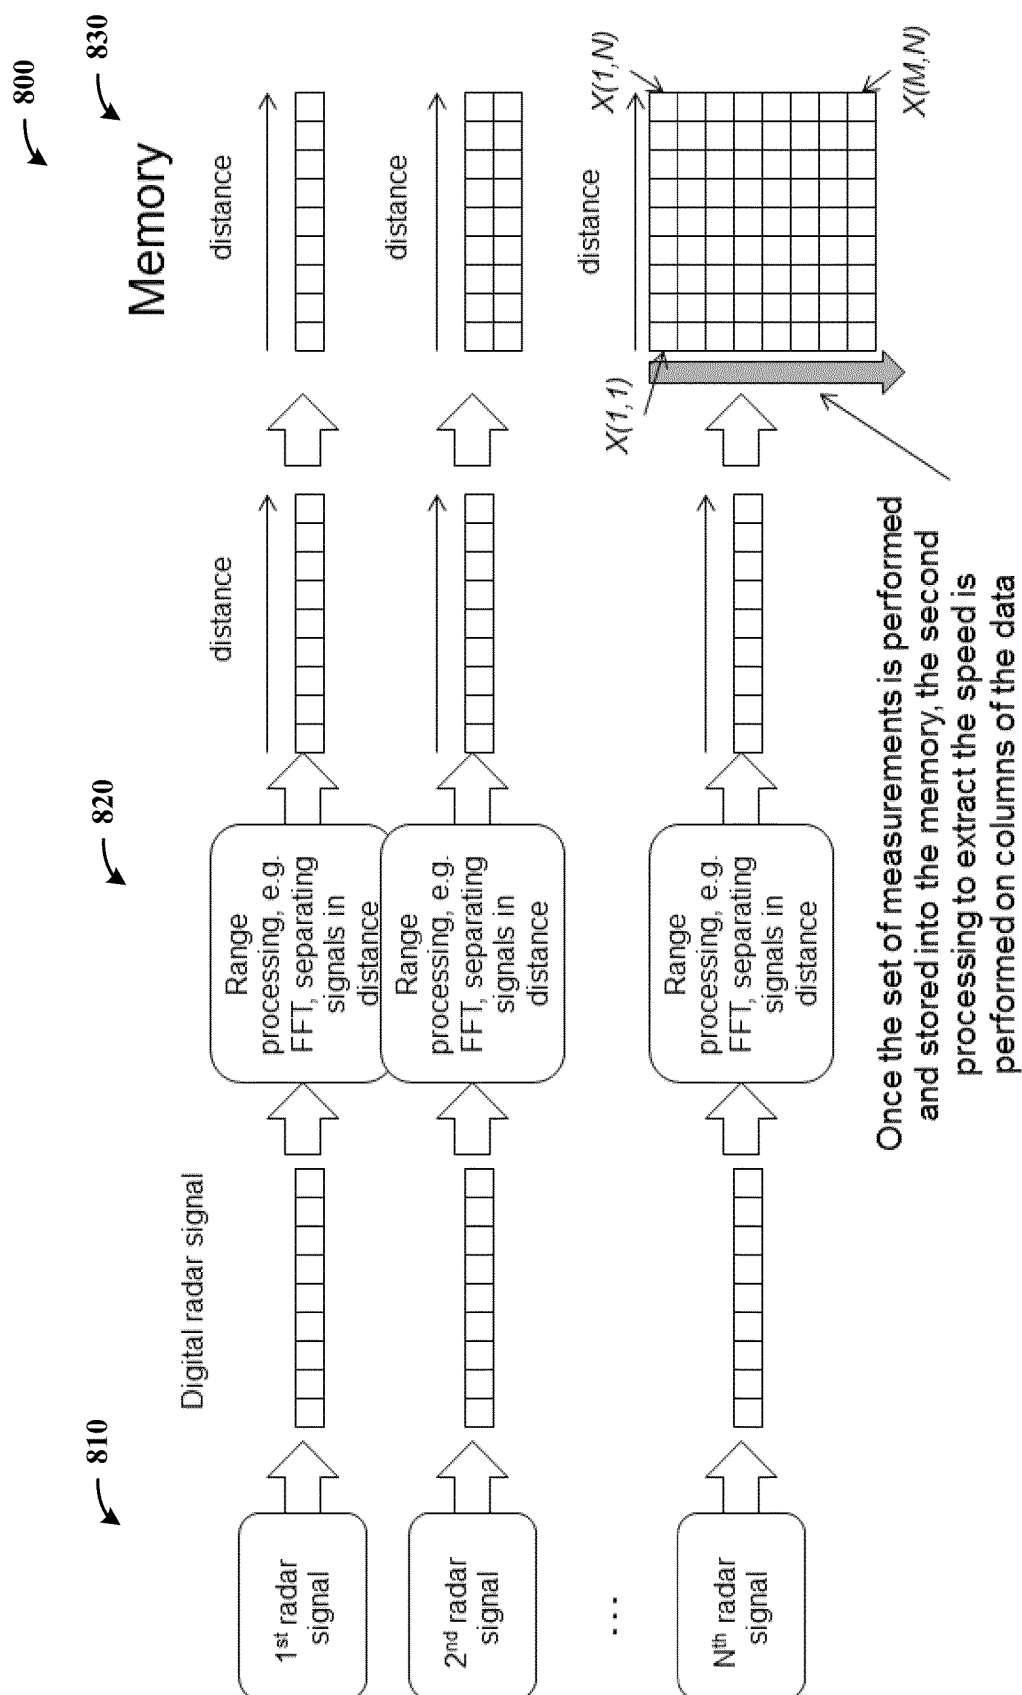 800
810
820
830
Memory
Digital radar signal
distance
distance
1st radar
signal
Range
processing, e.g.
FFT, separating
signals in
distance
distance
2nd radar
signal
Range
processing, e.g.
FFT, separating
signals in
distance
...
distance
X(1,1)
X(1,N)
Nth radar
signal
Range
processing, e.g.
FFT, separating
signals in
distance
X(M,N)
Once the set of measurements is performed
and stored into the memory, the second
processing to extract the speed is
performed on columns of the data